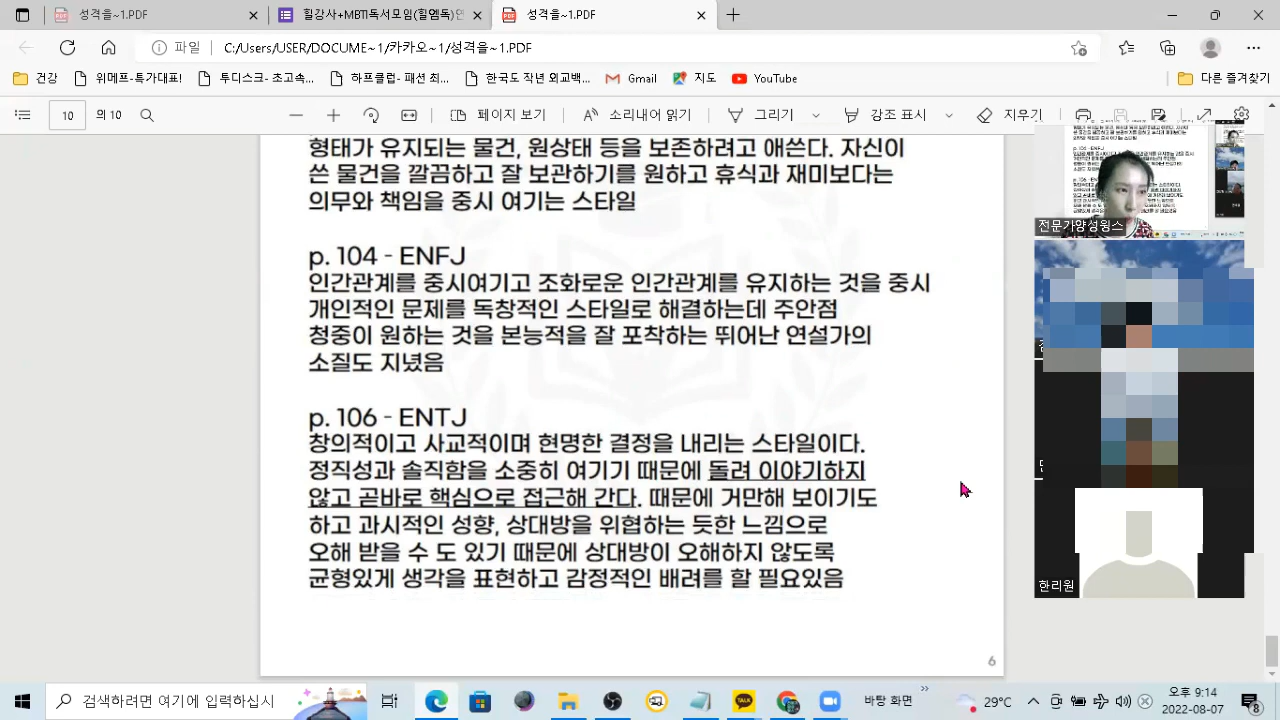 성격을~1.PDF
성격을~1.PDF
파일
C:/Users/USER/DOCUME~1/카카오~1/성격을~1.PDF
건강
위메프-특가대표!
투디스크- 초고속...
하프클럽- 패션 최...
한국도 작년 외교백...
Gmail
지도
YouTube
다른 즐겨찾기
10
의 10
페이지 보기
소리내어 읽기
그리기
강조 표시
지우기
형태가 유지되는 물건, 원상태 등을 보존하려고 애쓴다. 자신이
쓴 물건을 깔끔하고 잘 보관하기를 원하고 휴식과 재미보다는
의무와 책임을 중시 여기는 스타일
p. 104 - ENFJ
인간관계를 중시여기고 조화로운 인간관계를 유지하는 것을 중시
개인적인 문제를 독창적인 스타일로 해결하는데 주안점
청중이 원하는 것을 본능적을 잘 포착하는 뛰어난 연설가의
소질도 지녔음
p. 106 - ENTJ
창의적이고 사교적이며 현명한 결정을 내리는 스타일이다.
정직성과 솔직함을 소중히 여기기 때문에 돌려 이야기하지
않고 곧바로 핵심으로 접근해 간다. 때문에 거만해 보이기도
하고 과시적인 성향, 상대방을 위협하는 듯한 느낌으로
오해 받을 수 도 있기 때문에 상대방이 오해하지 않도록
균형있게 생각을 표현하고 감정적인 배려를 할 필요있음
6
한리원
검색하려면 여기에 입력하십시
TALK
바탕 화면
29°C
오후 9:14
2022-08-07
8